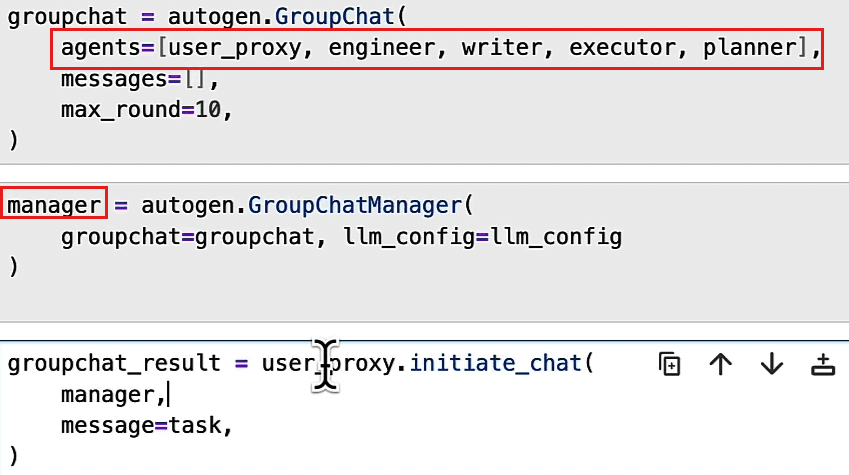 groupchat = autogen.GroupChat(
    agents=[user_proxy, engineer, writer, executor, planner],
    messages=[],
    max_round=10,
)
manager = autogen.GroupChatManager(
    groupchat=groupchat, llm_config=llm_config
)
groupchat_result = user_proxy.initiate_chat(
    manager,
    message=task,
)